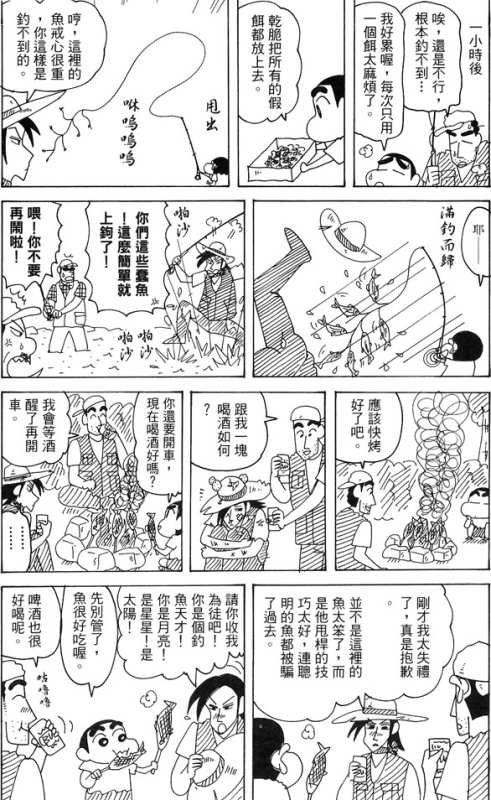 一小時後
唉，還是不行，
根本釣不到…
我好累喔，每次只用
一個餌太麻煩了。
乾脆把所有的假
餌都放上去。
甩出
咻嗚嗚嗚
哼，這裡的
魚戒心很重
，你這樣是
釣不到的。
耶—
滿釣而歸
啪沙
你們這些蠢魚
！這麼簡單就
上鉤了！
啪沙
啪沙
喂！你不要
再鬧啦！
應該快烤
好了吧。
跟我一塊
喝酒如何
？
你還要開車，
現在喝酒好嗎？
我會等酒
醒了再開
車。
……
剛才我太失禮
了，真是抱歉
。
並不是這裡的
魚太笨了，而
是他甩桿的技
巧太好，連聰
明的魚都被騙
了過去。
請你收我
為徒吧！
你是個釣
魚天才！
你是月亮！
是星星！是
太陽！
先別管了，
魚很好吃喔。
咕嚕嚕
啤酒也很
好喝呢。